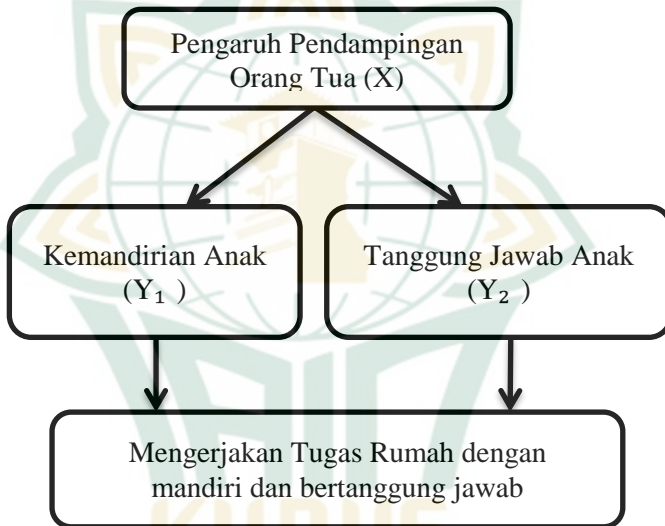 Pengaruh Pendampingan
Orang Tua (X)
Kemandirian Anak
(Y₁ )
Tanggung Jawab Anak
(Y₂ )
Mengerjakan Tugas Rumah dengan
mandiri dan bertanggung jawab